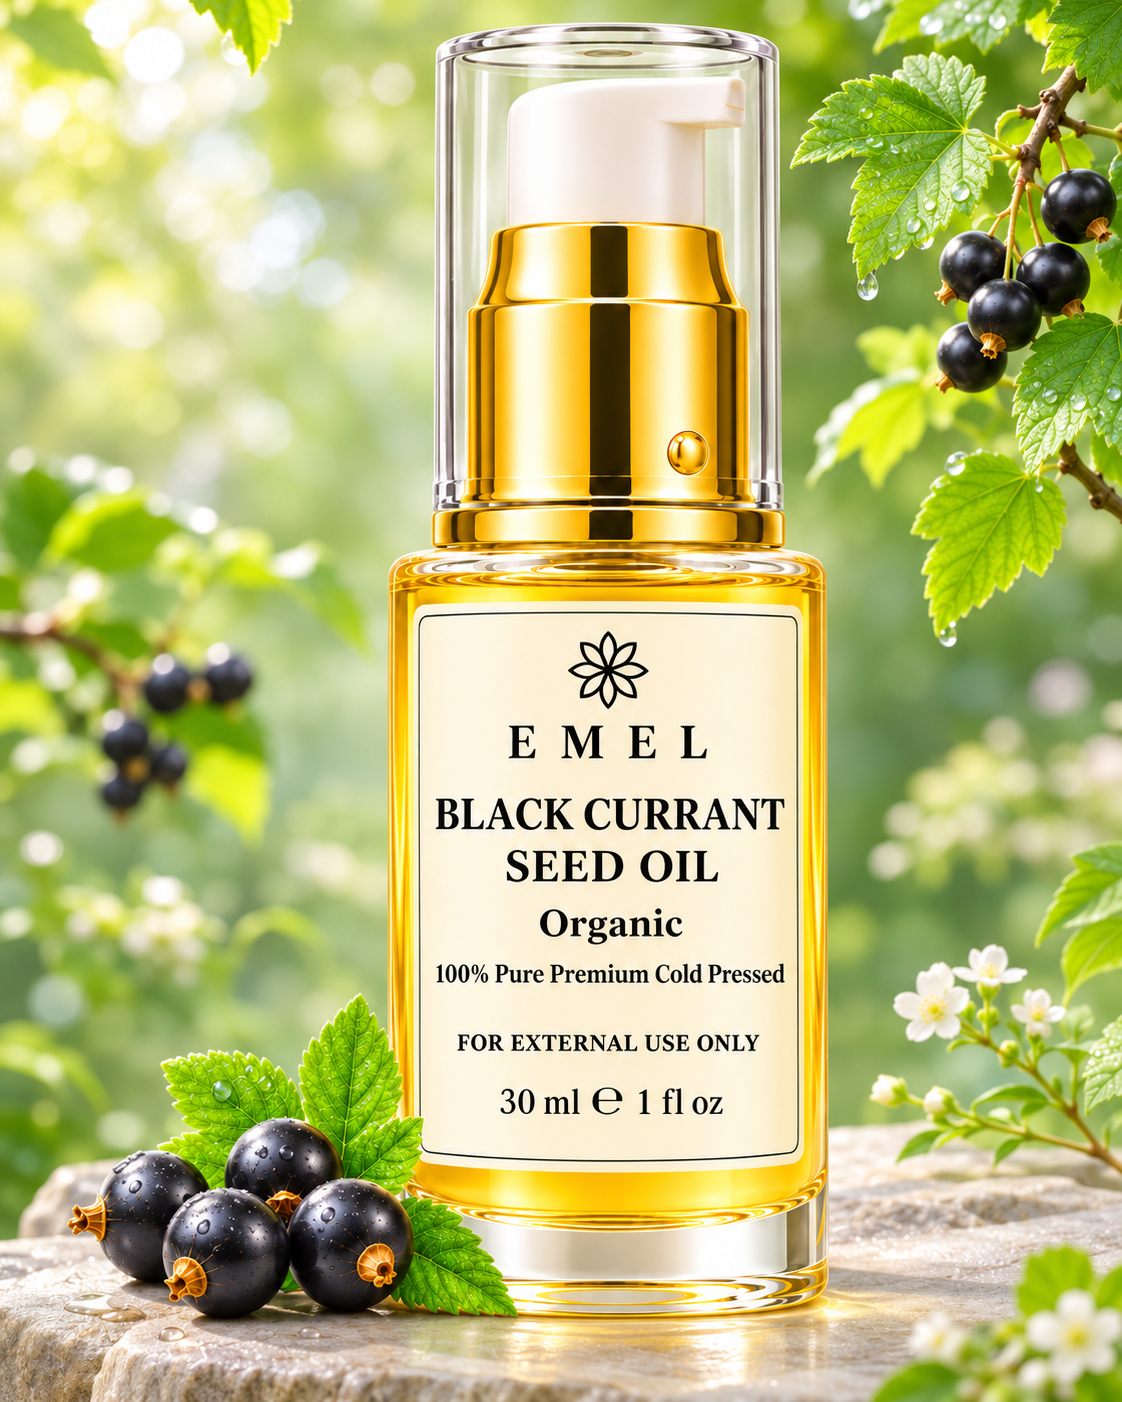 EMEL
BLACK CURRANT
SEED OIL
Organic
100% Pure Premium Cold Pressed
FOR EXTERNAL USE ONLY
30 ml ℮ 1 fl oz